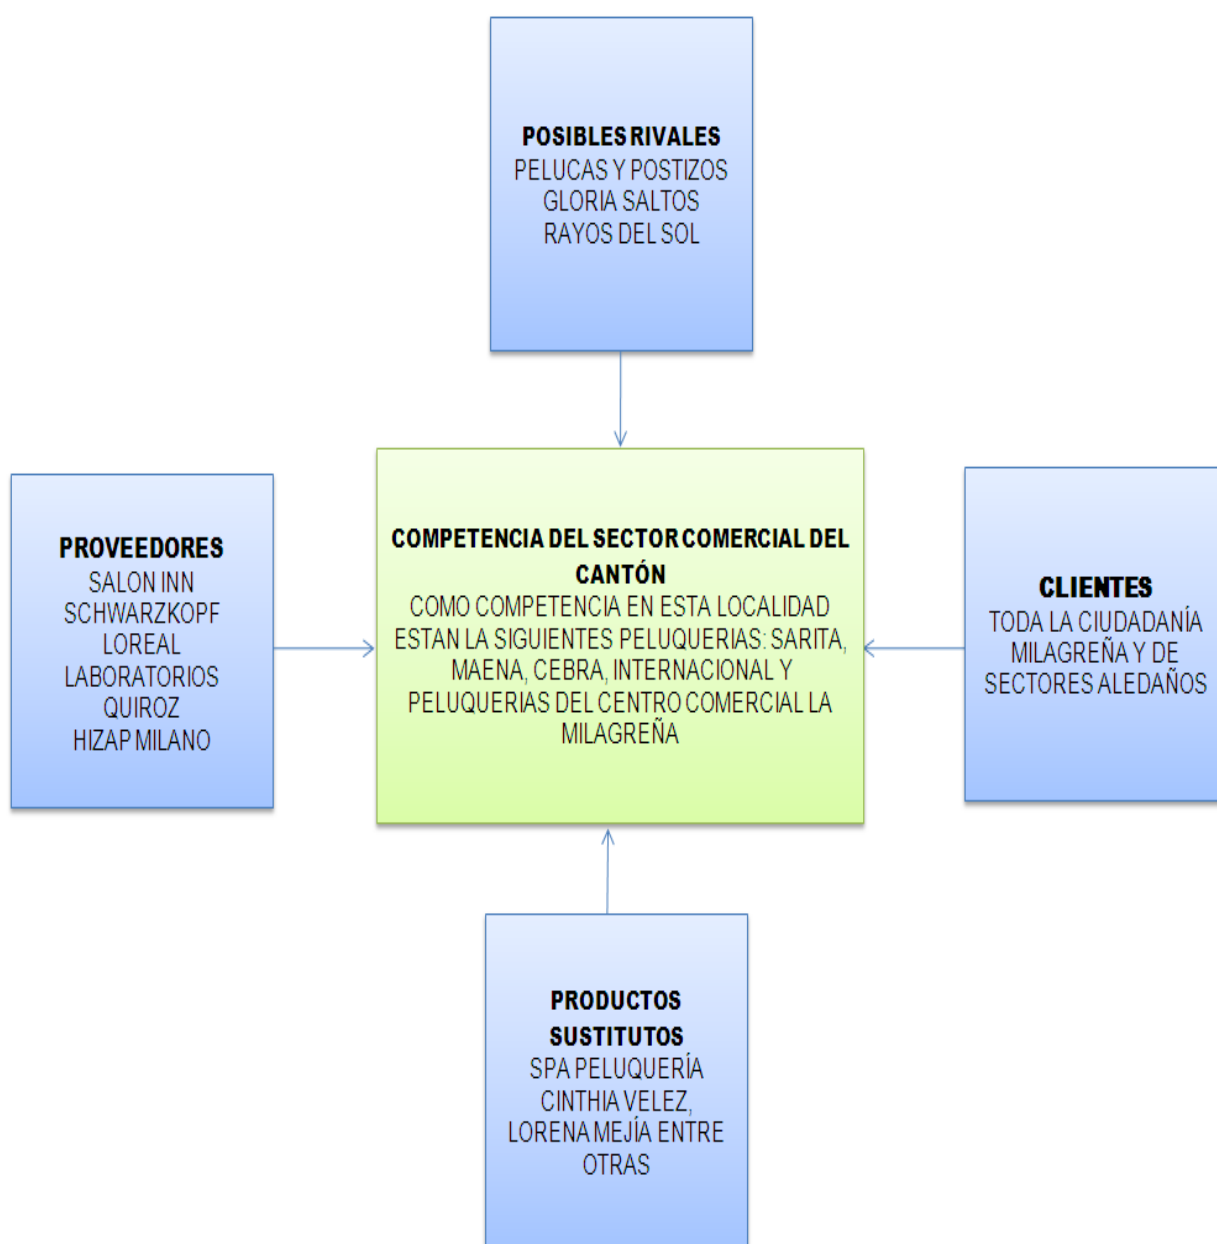 POSIBLES RIVALES
PELUCAS Y POSTIZOS
GLORIA SALTOS
RAYOS DEL SOL
PROVEEDORES
SALON INN
SCHWARZKOPF
LOREAL
LABORATORIOS
QUIROZ
HIZAP MILANO
COMPETENCIA DEL SECTOR COMERCIAL DEL
CANTÓN
COMO COMPETENCIA EN ESTA LOCALIDAD
ESTAN LA SIGUIENTES PELUQUERIAS: SARITA,
MAENA, CEBRA, INTERNACIONAL Y
PELUQUERIAS DEL CENTRO COMERCIAL LA
MILAGREÑA
CLIENTES
TODA LA CIUDADANÍA
MILAGREÑA Y DE
SECTORES ALEDAÑOS
PRODUCTOS
SUSTITUTOS
SPA PELUQUERÍA
CINTHIA VELEZ,
LORENA MEJÍA ENTRE
OTRAS